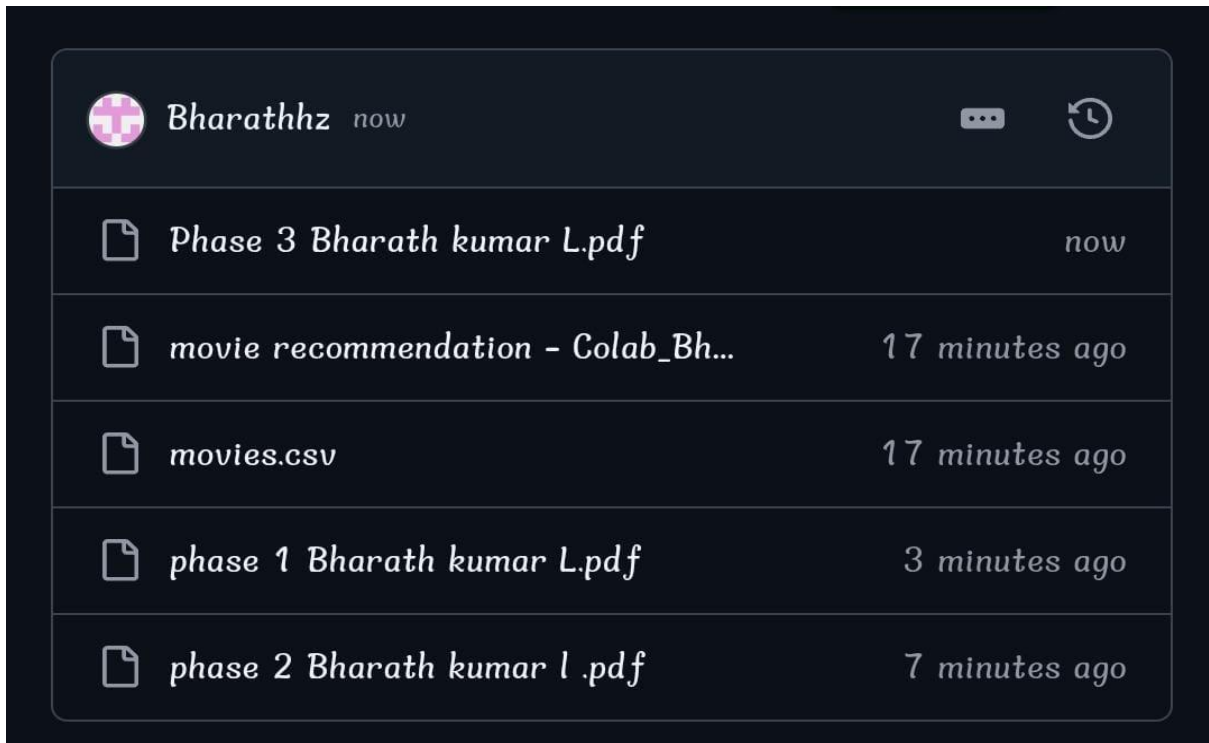 Bharathhz now
Phase 3 Bharath kumar L.pdf now
movie recommendation - Colab_Bh... 17 minutes ago
movies.csv 17 minutes ago
phase 1 Bharath kumar L.pdf 3 minutes ago
phase 2 Bharath kumar l .pdf 7 minutes ago